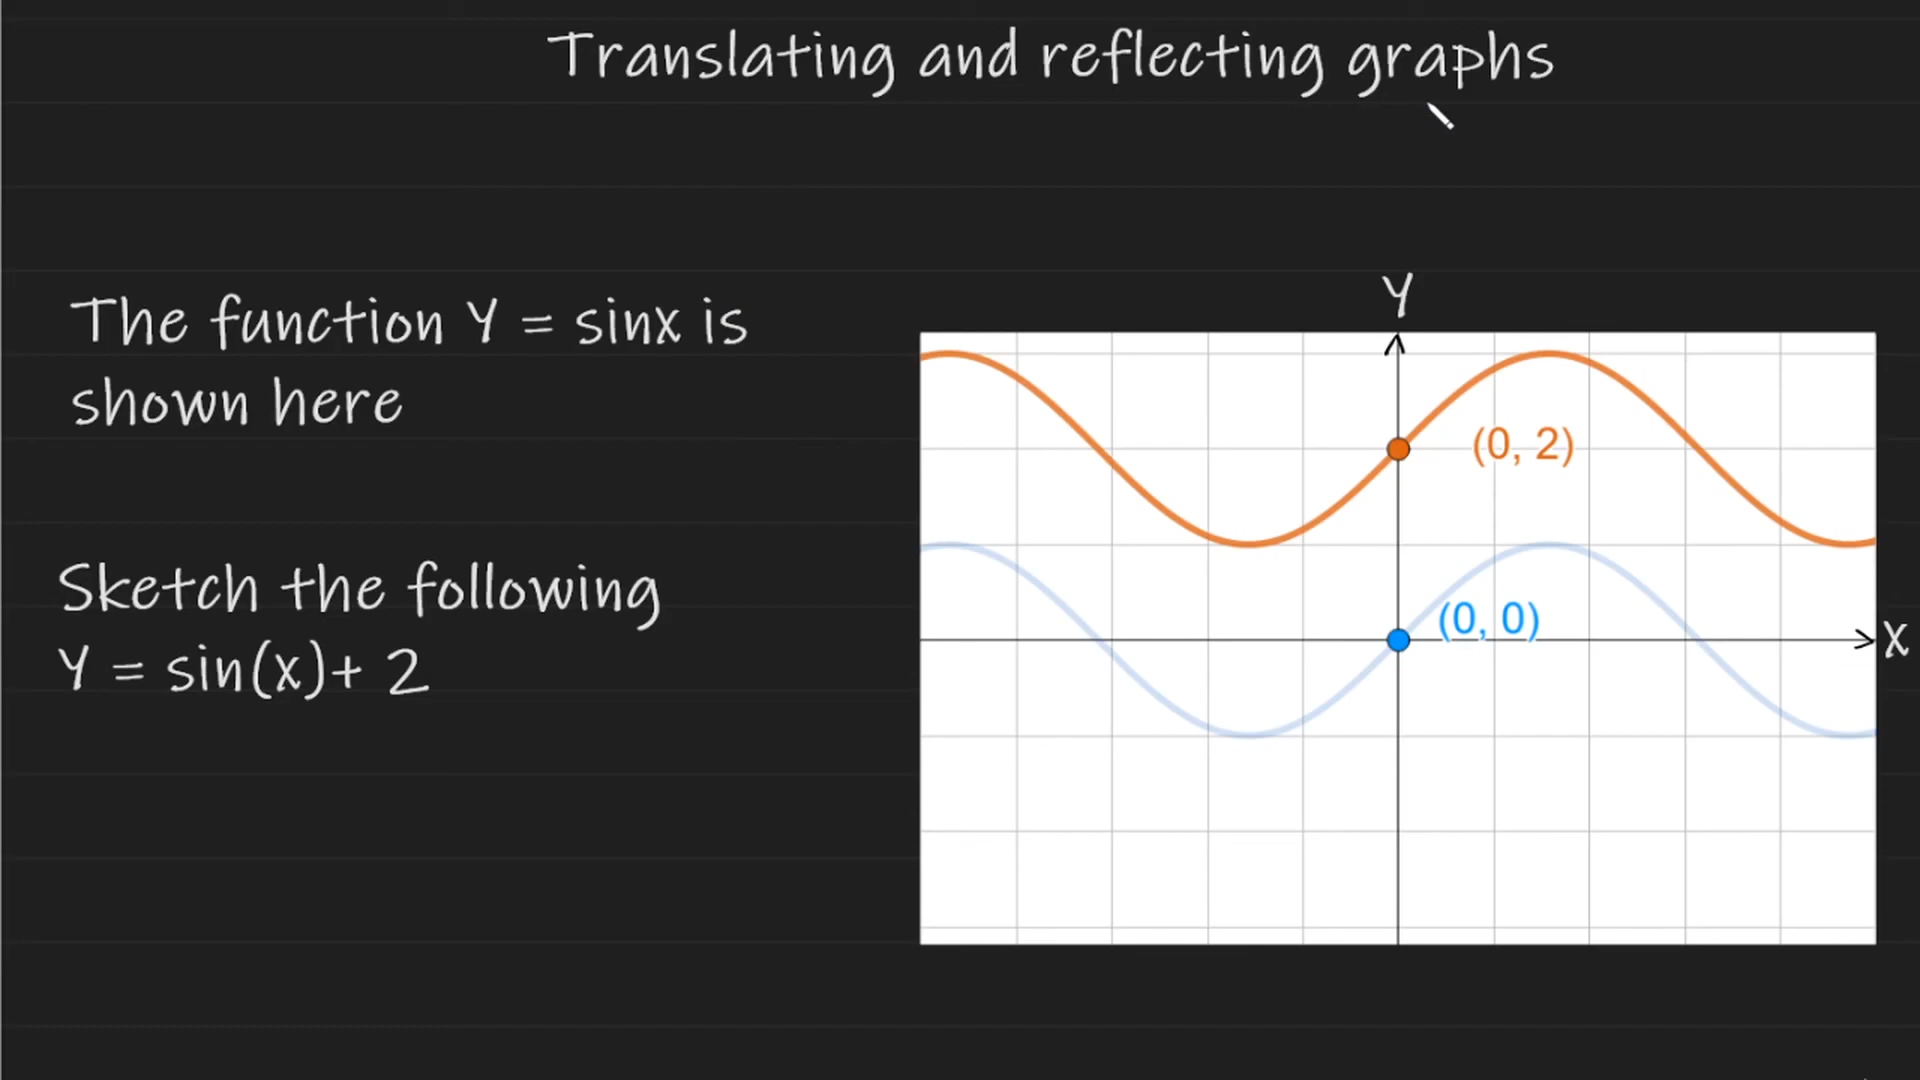 Translating and reflecting graphs
The function Y = sinx is
shown here
Sketch the following
Y = sin(x)+ 2
Y
(0, 2)
(0, 0)
X